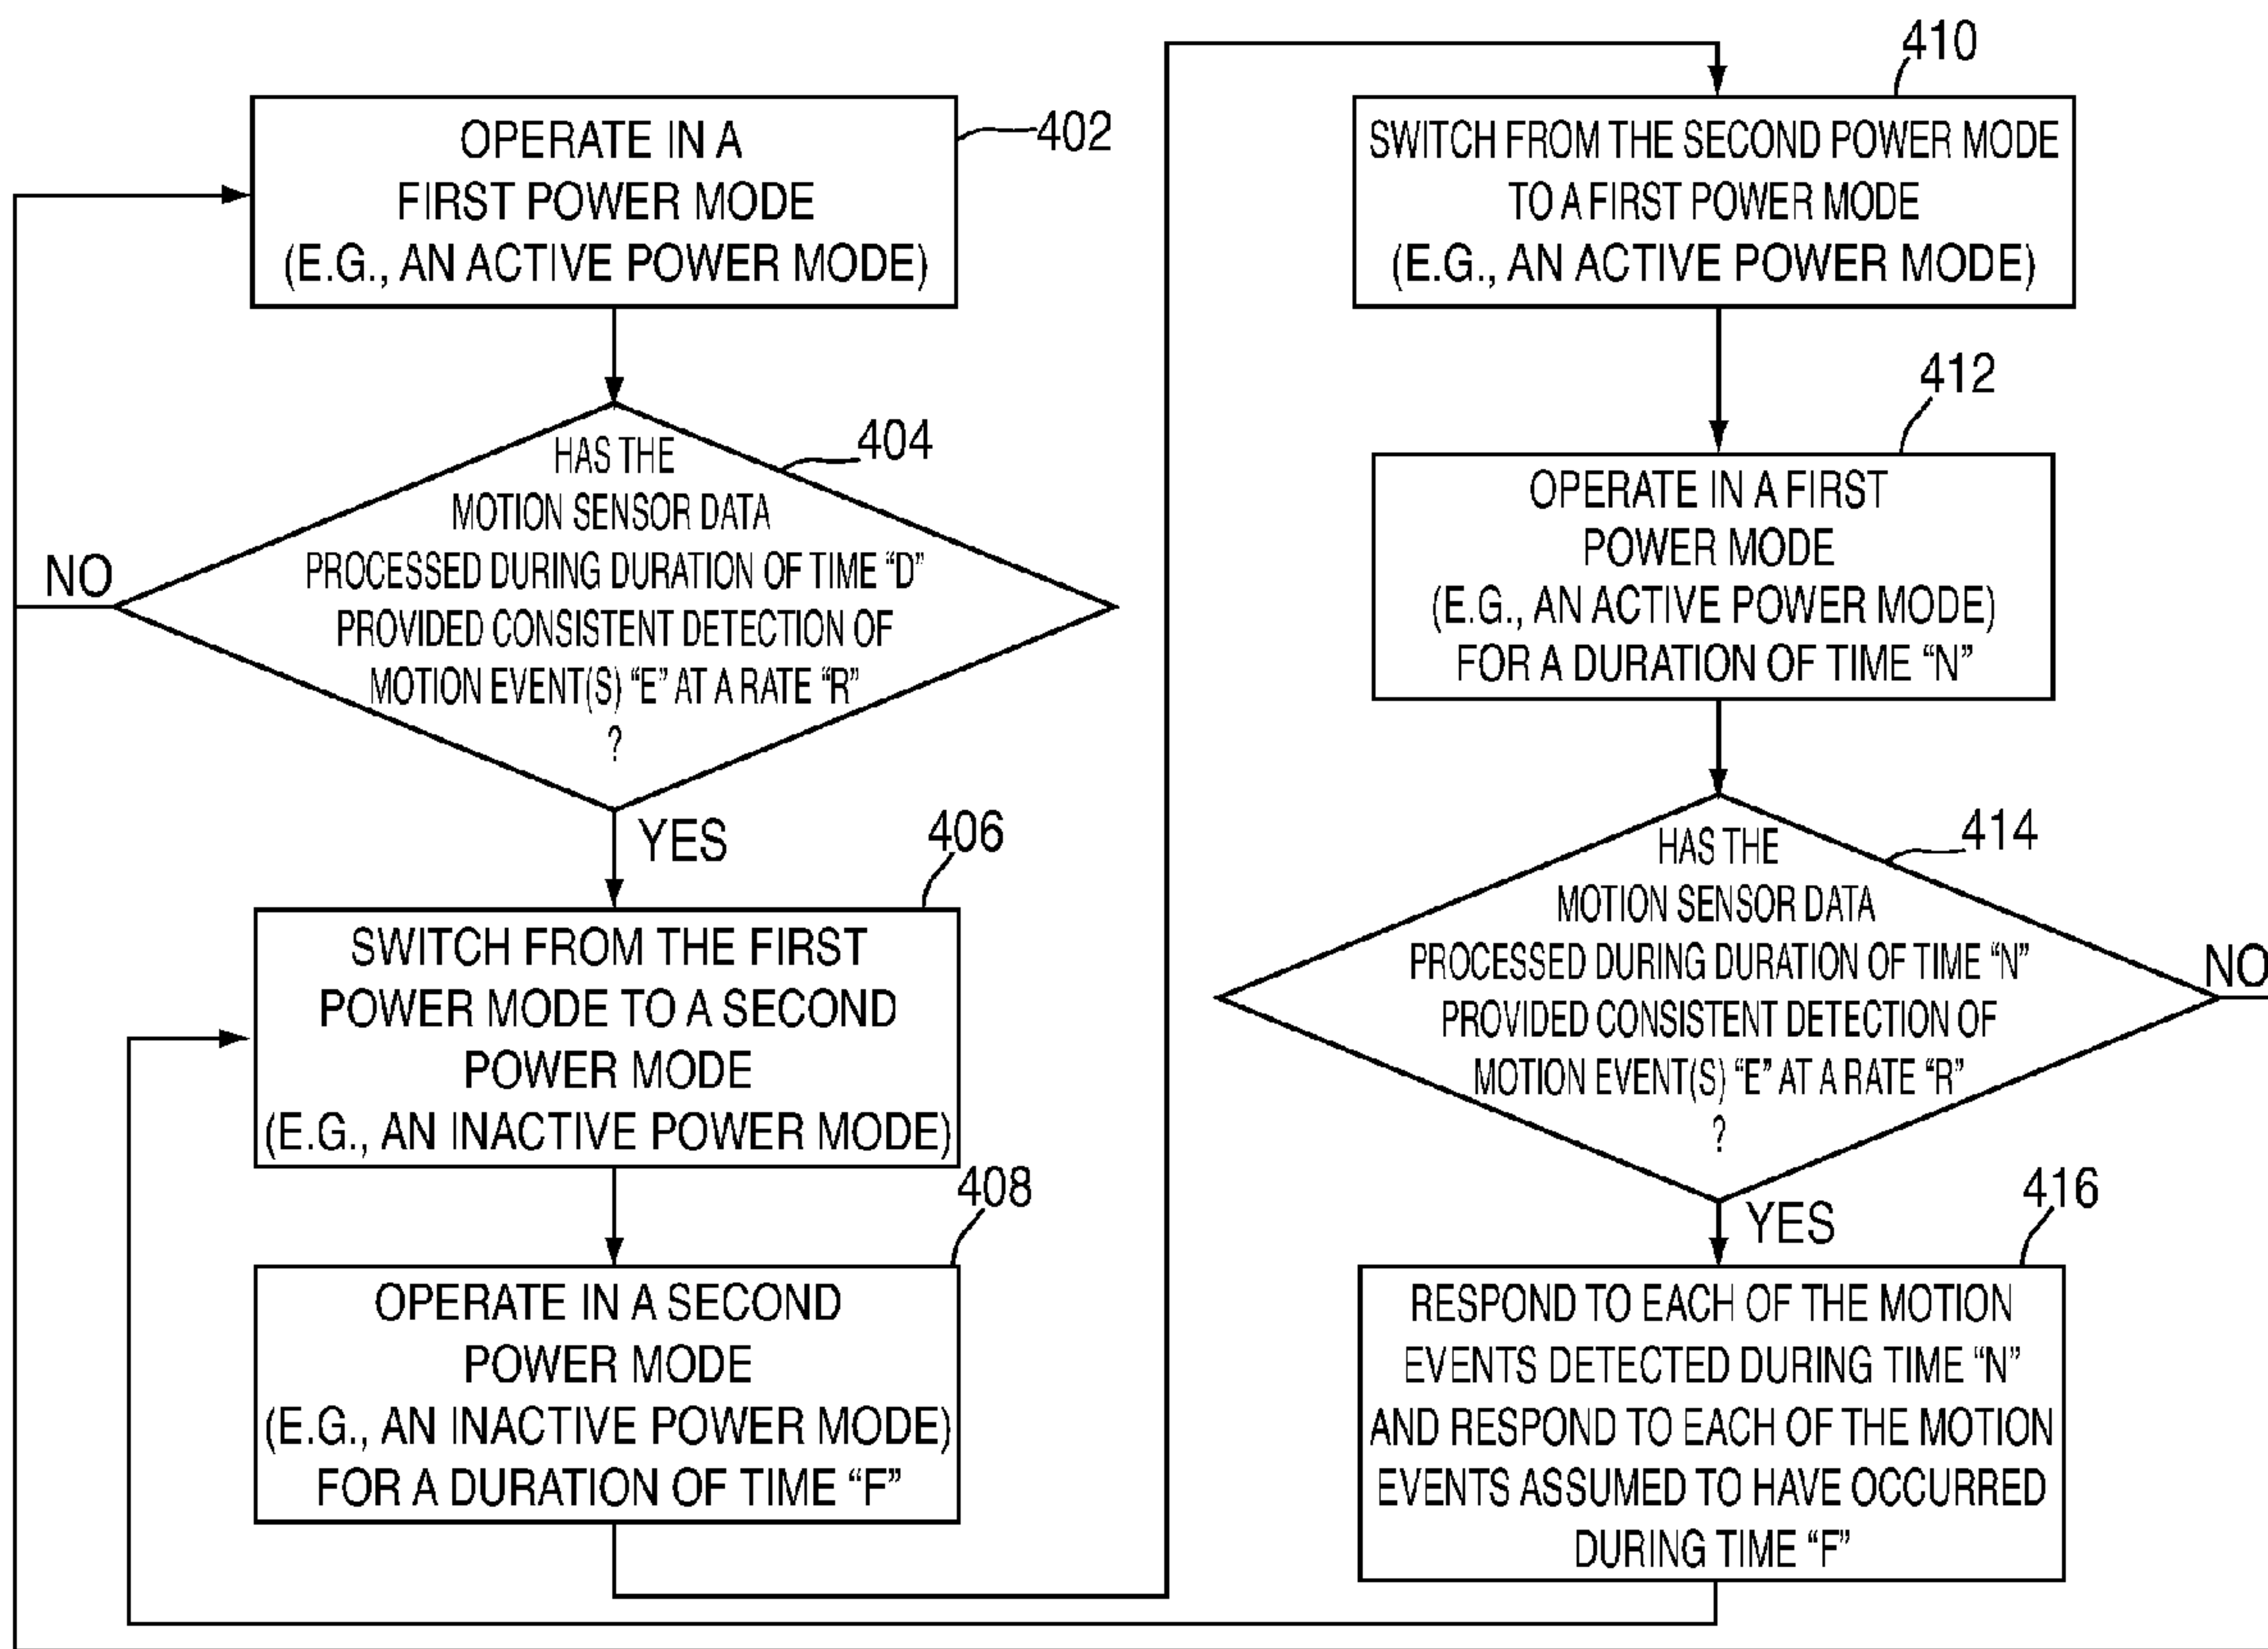 OPERATE IN A
FIRST POWER MODE
(E.G., AN ACTIVE POWER MODE)
402
HAS THE
MOTION SENSOR DATA
PROCESSED DURING DURATION OF TIME “D”
PROVIDED CONSISTENT DETECTION OF
MOTION EVENT(S) “E” AT A RATE “R”
?
404
NO
YES
406
SWITCH FROM THE FIRST
POWER MODE TO A SECOND
POWER MODE
(E.G., AN INACTIVE POWER MODE)
408
OPERATE IN A SECOND
POWER MODE
(E.G., AN INACTIVE POWER MODE)
FOR A DURATION OF TIME “F”
410
SWITCH FROM THE SECOND POWER MODE
TO A FIRST POWER MODE
(E.G., AN ACTIVE POWER MODE)
412
OPERATE IN A FIRST
POWER MODE
(E.G., AN ACTIVE POWER MODE)
FOR A DURATION OF TIME “N”
414
HAS THE
MOTION SENSOR DATA
PROCESSED DURING DURATION OF TIME “N”
PROVIDED CONSISTENT DETECTION OF
MOTION EVENT(S) “E” AT A RATE “R”
?
NO
YES
416
RESPOND TO EACH OF THE MOTION
EVENTS DETECTED DURING TIME “N”
AND RESPOND TO EACH OF THE MOTION
EVENTS ASSUMED TO HAVE OCCURRED
DURING TIME “F”